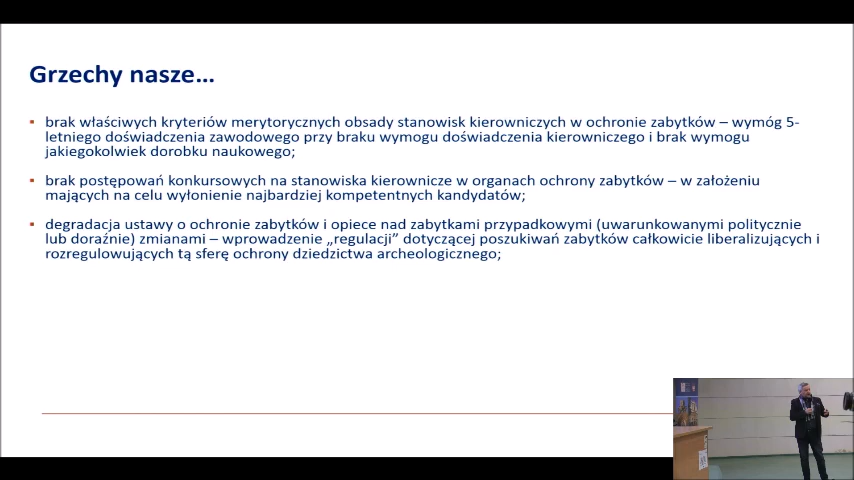 Grzechy nasze...
▪ brak właściwych kryteriów merytorycznych obsady stanowisk kierowniczych w ochronie zabytków – wymóg 5-
letniego doświadczenia zawodowego przy braku wymogu doświadczenia kierowniczego i brak wymogu
jakiegokolwiek dorobku naukowego;
▪ brak postępowań konkursowych na stanowiska kierownicze w organach ochrony zabytków – w założeniu
mających na celu wyłonienie najbardziej kompetentnych kandydatów;
▪ degradacja ustawy o ochronie zabytków i opiece nad zabytkami przypadkowymi (uwarunkowanymi politycznie
lub doraźnie) zmianami – wprowadzenie „regulacji” dotyczącej poszukiwań zabytków całkowicie liberalizujących i
rozregulowujących tą sferę ochrony dziedzictwa archeologicznego;